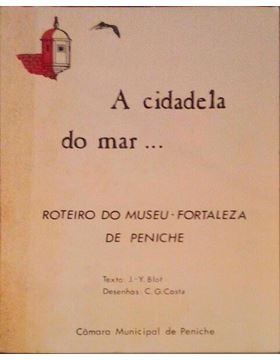 A cidadela
do mar...
ROTEIRO DO MUSEU-FORTALEZA
DE PENICHE
Texto: J.-Y. Blot
Desenhos: C. G. Costa
Câmara Municipal de Peniche